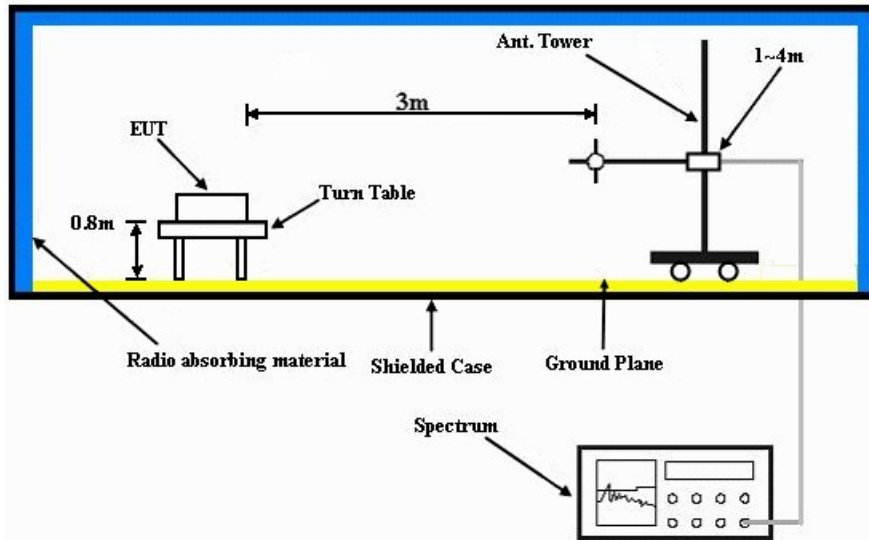 Ant. Tower
1~4m
3m
EUT
Turn Table
0.8m
Radio absorbing material
Shielded Case
Ground Plane
Spectrum